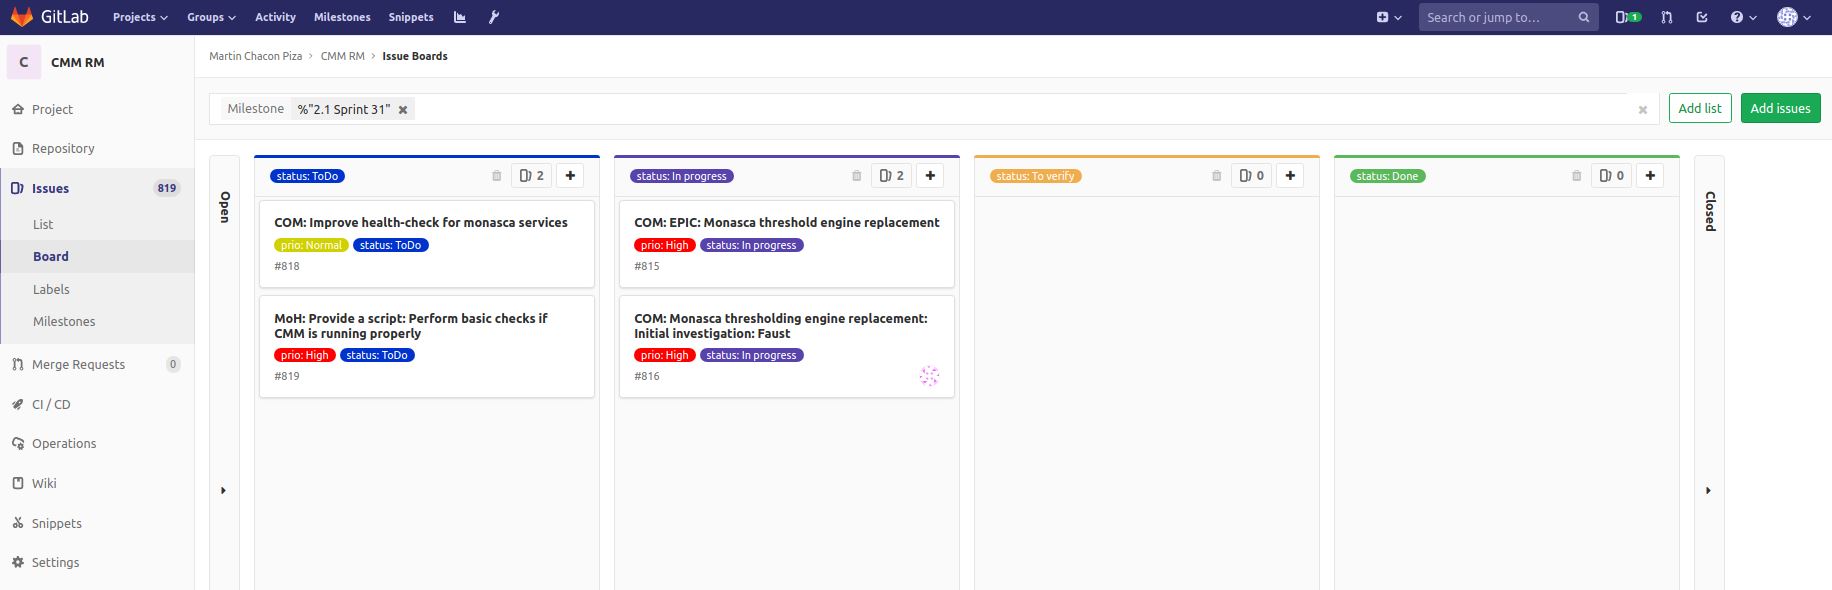 GitLab Projects Groups Activity Milestones Snippets Search or jump to... 1
C CMM RM
Martin Chacon Piza > CMM RM > Issue Boards
Project
Repository
Issues 819
List
Board
Labels
Milestones
Merge Requests 0
CI / CD
Operations
Wiki
Snippets
Settings
Milestone %"2.1 Sprint 31"
Add list
Add issues
Open
status: ToDo 2
COM: Improve health-check for monasca services
prio: Normal status: ToDo
#818
MoH: Provide a script: Perform basic checks if
CMM is running properly
prio: High status: ToDo
#819
status: In progress 2
COM: EPIC: Monasca threshold engine replacement
prio: High status: In progress
#815
COM: Monasca thresholding engine replacement:
Initial investigation: Faust
prio: High status: In progress
#816
status: To verify 0
status: Done 0
Closed